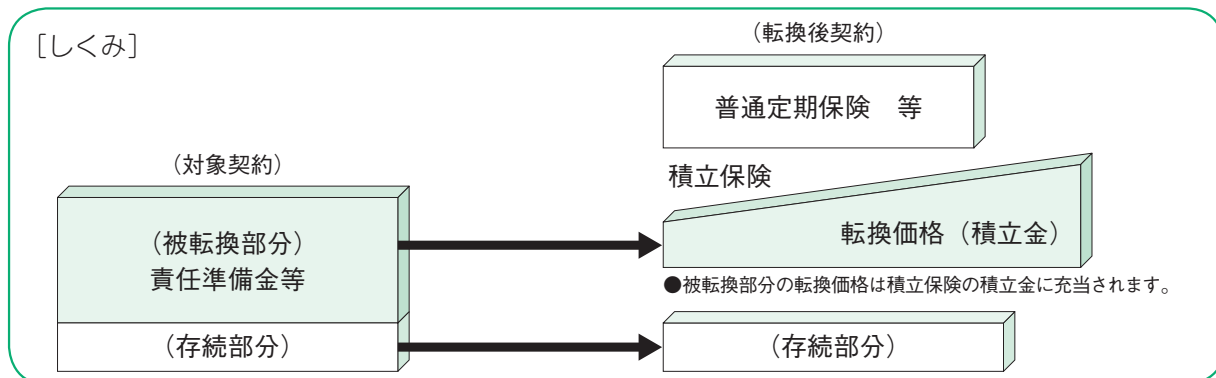 ［しくみ］
（転換後契約）
普通定期保険　等
（対象契約）
積立保険
（被転換部分）
責任準備金等
転換価格（積立金）
●被転換部分の転換価格は積立保険の積立金に充当されます。
（存続部分）
（存続部分）